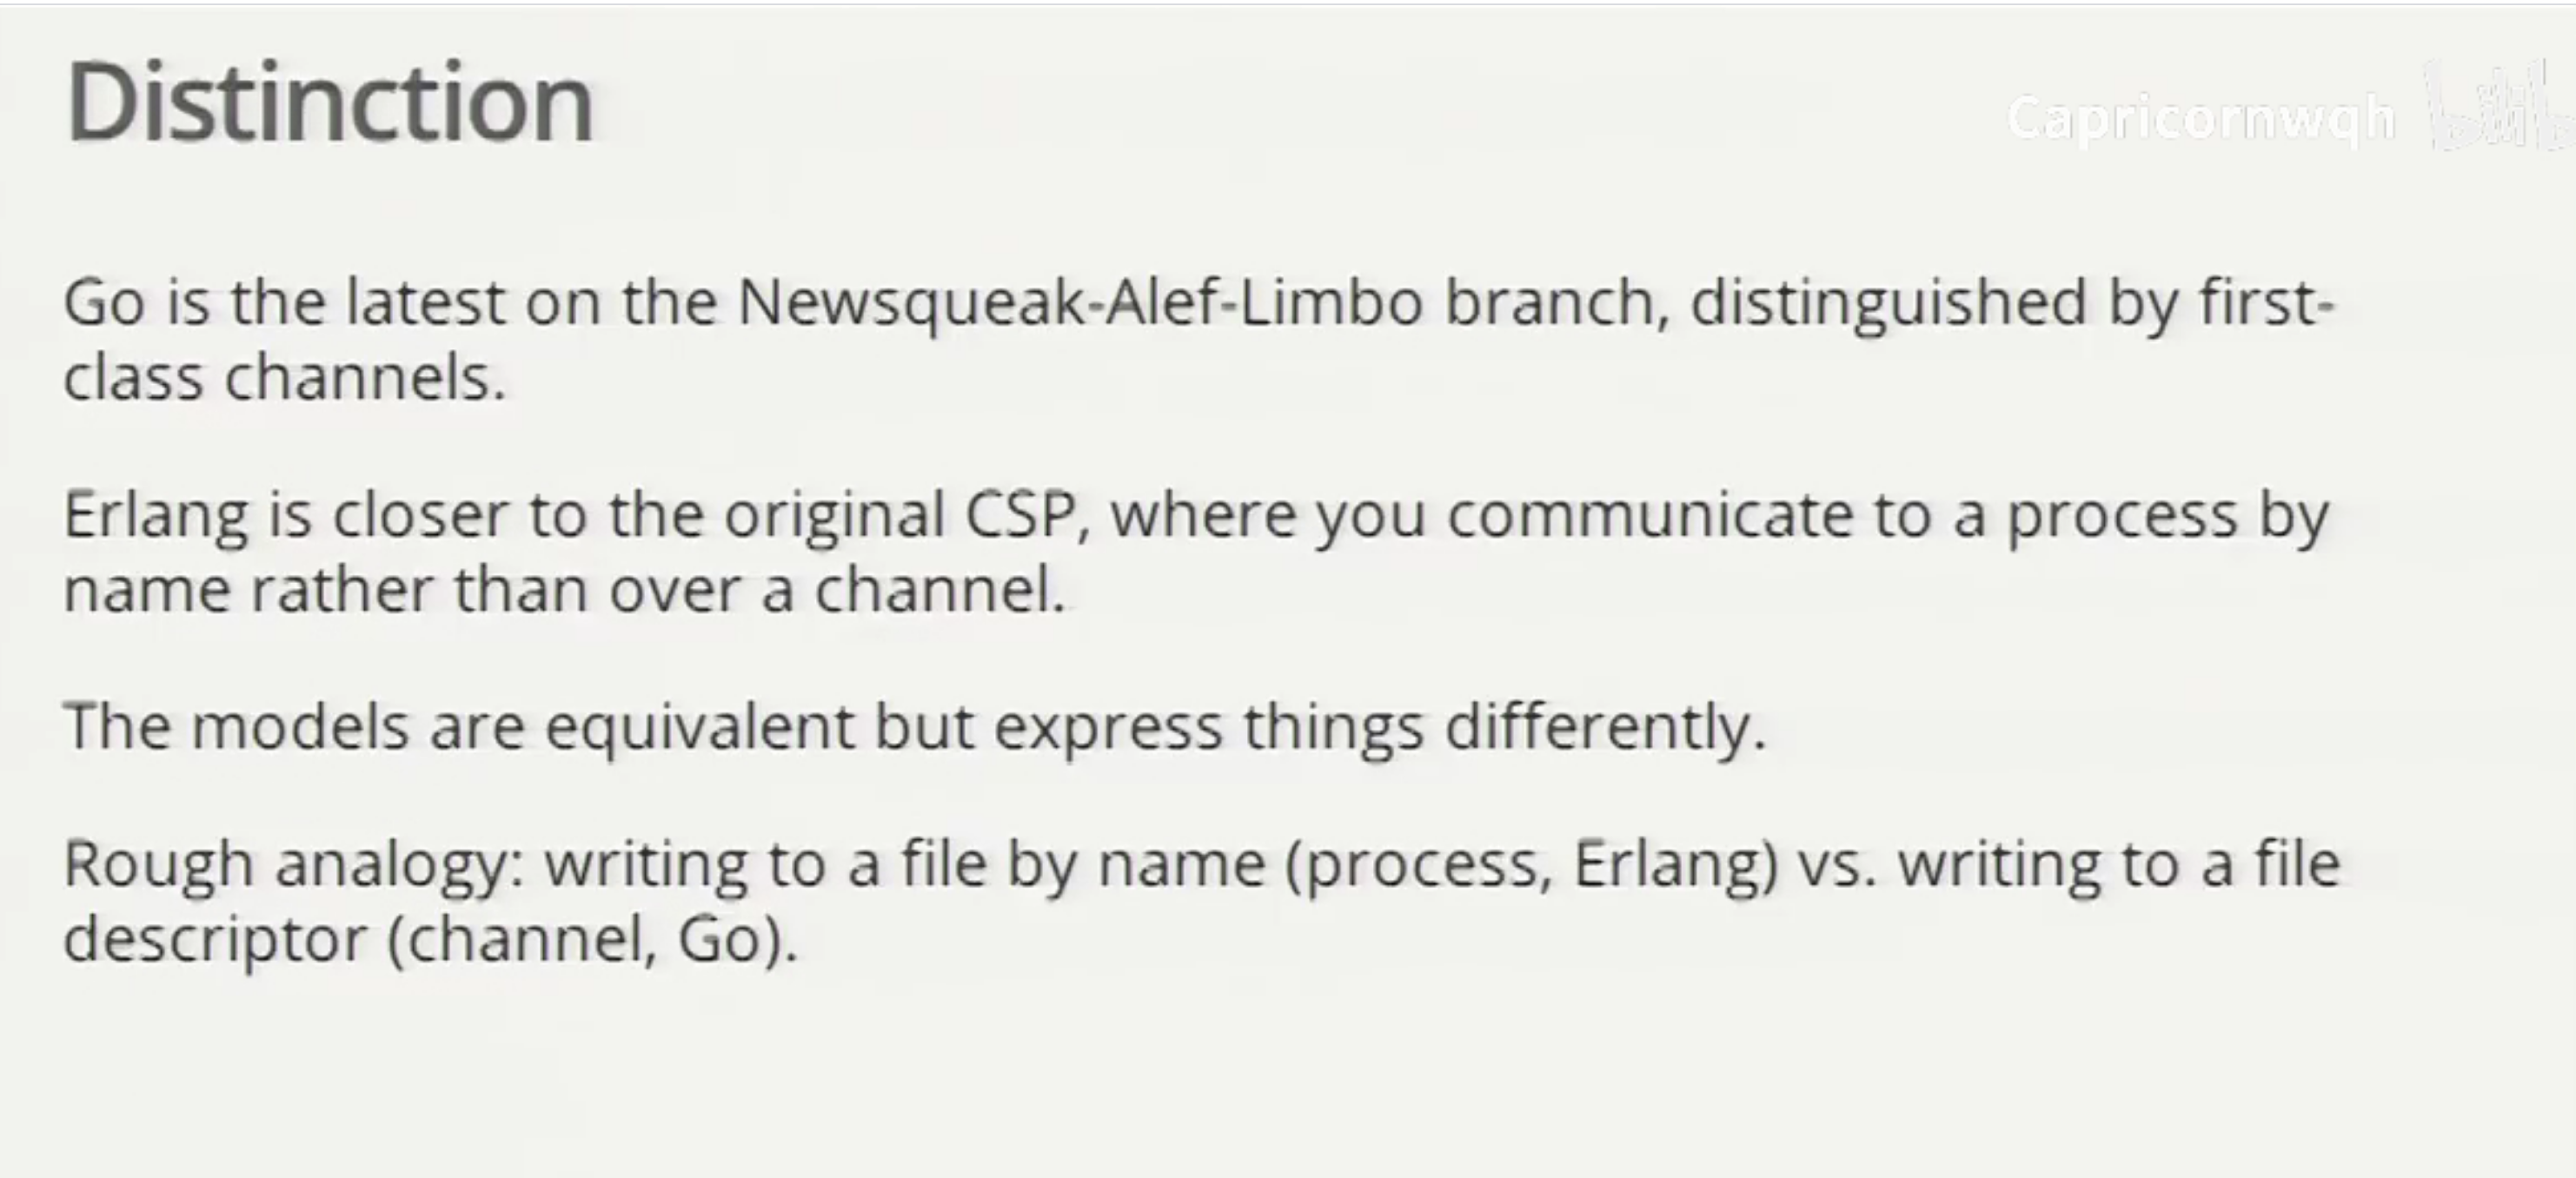 Distinction
Capricornwqh
Go is the latest on the Newsqueak-Alef-Limbo branch, distinguished by first-
class channels.
Erlang is closer to the original CSP, where you communicate to a process by
name rather than over a channel.
The models are equivalent but express things differently.
Rough analogy: writing to a file by name (process, Erlang) vs. writing to a file
descriptor (channel, Go).